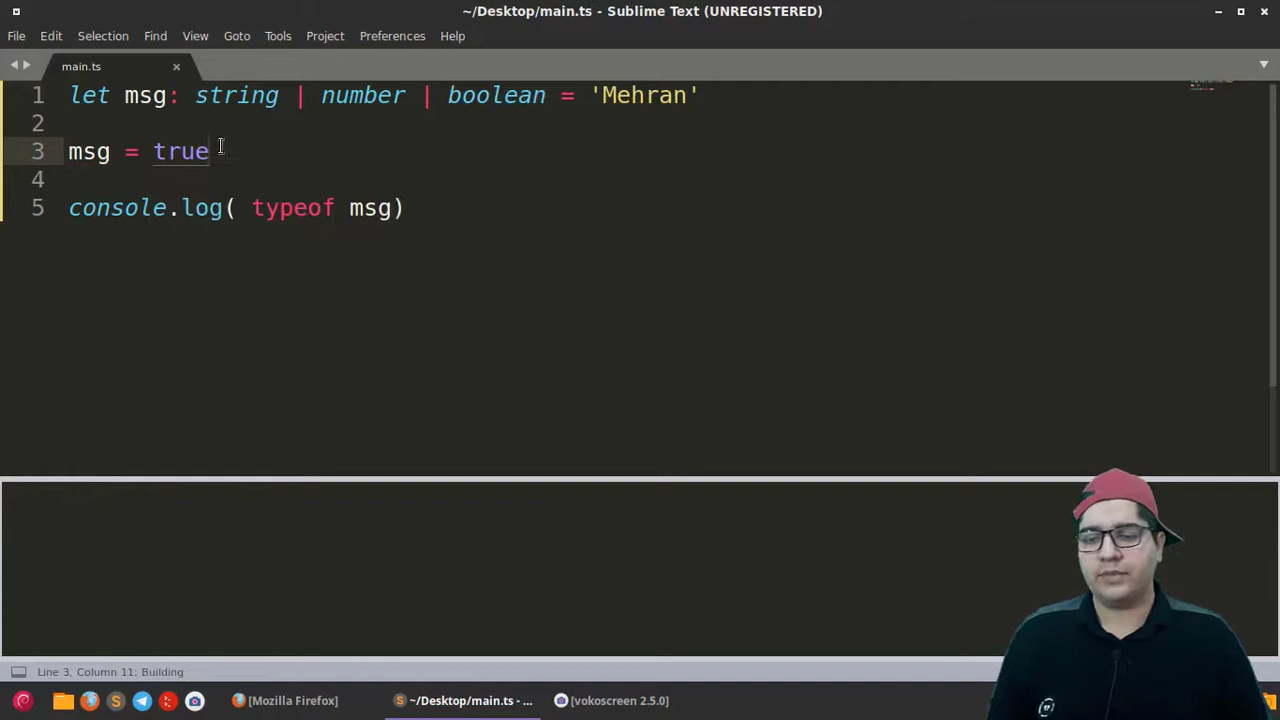 ~/Desktop/main.ts - Sublime Text (UNREGISTERED)
File Edit Selection Find View Goto Tools Project Preferences Help
main.ts
1 let msg: string | number | boolean = 'Mehran'
2
3 msg = true
4
5 console.log( typeof msg)
Line 3, Column 11; Building
[Mozilla Firefox] ~/Desktop/main.ts - ... [vokoscreen 2.5.0]